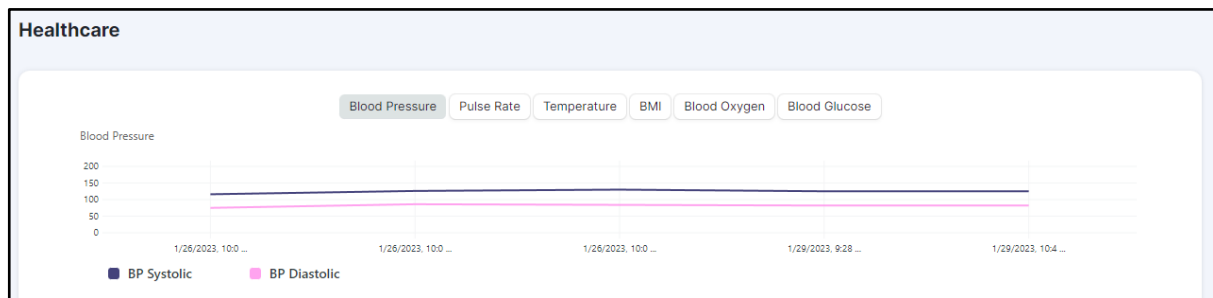 Healthcare
Blood Pressure Pulse Rate Temperature BMI Blood Oxygen Blood Glucose
Blood Pressure
200
150
100
50
0
1/26/2023, 10:0 ... 1/26/2023, 10:0 ... 1/26/2023, 10:0 ... 1/29/2023, 9:28 ... 1/29/2023, 10:4 ...
BP Systolic BP Diastolic